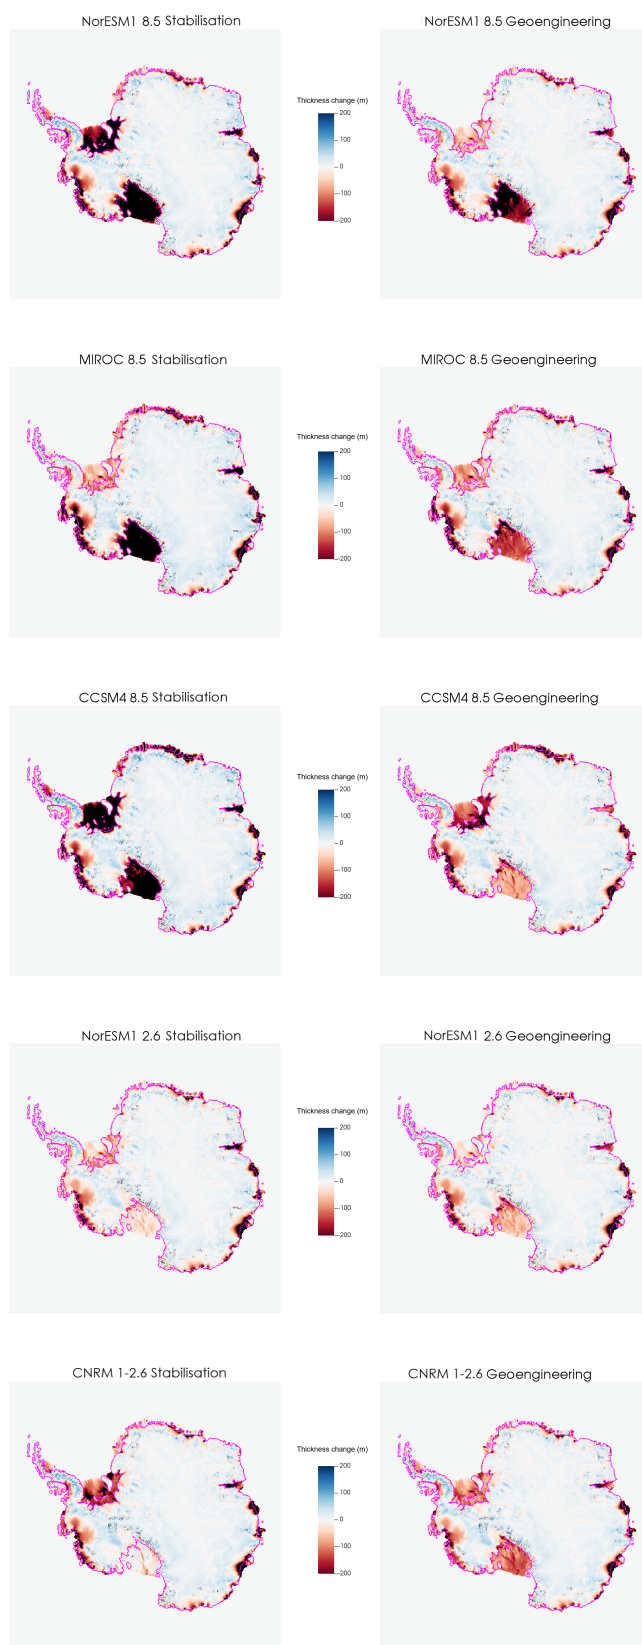 NorESM1 8.5 Stabilisation
NorESM1 8.5 Geoengineering
Thickness change (m)
200
100
0
-100
-200
MIROC 8.5 Stabilisation
MIROC 8.5 Geoengineering
Thickness change (m)
200
100
0
-100
-200
CCSM4 8.5 Stabilisation
CCSM4 8.5 Geoengineering
Thickness change (m)
200
100
0
-100
-200
NorESM1 2.6 Stabilisation
NorESM1 2.6 Geoengineering
Thickness change (m)
200
100
0
-100
-200
CNRM 1-2.6 Stabilisation
CNRM 1-2.6 Geoengineering
Thickness change (m)
200
100
0
-100
-200